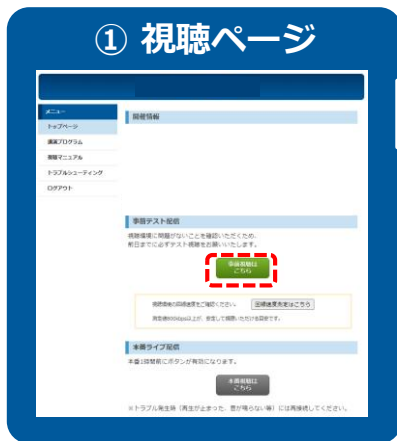 ① 視聴ページ
メニュー
トップページ
講演プログラム
視聴マニュアル
トラブルシューティング
ログアウト
開催情報
事前テスト配信
視聴環境に問題がないことを確認いただくため、
前日までに必ずテスト視聴をお願いいたします。
事前視聴は
こちら
視聴環境の回線速度をご確認ください。
回線速度測定はこちら
本番ライブ配信
本番1時間前にボタンが有効になります。
本番視聴は
こちら
※トラブル発生時（再生が止まった、音が鳴らない等）には再接続してください。